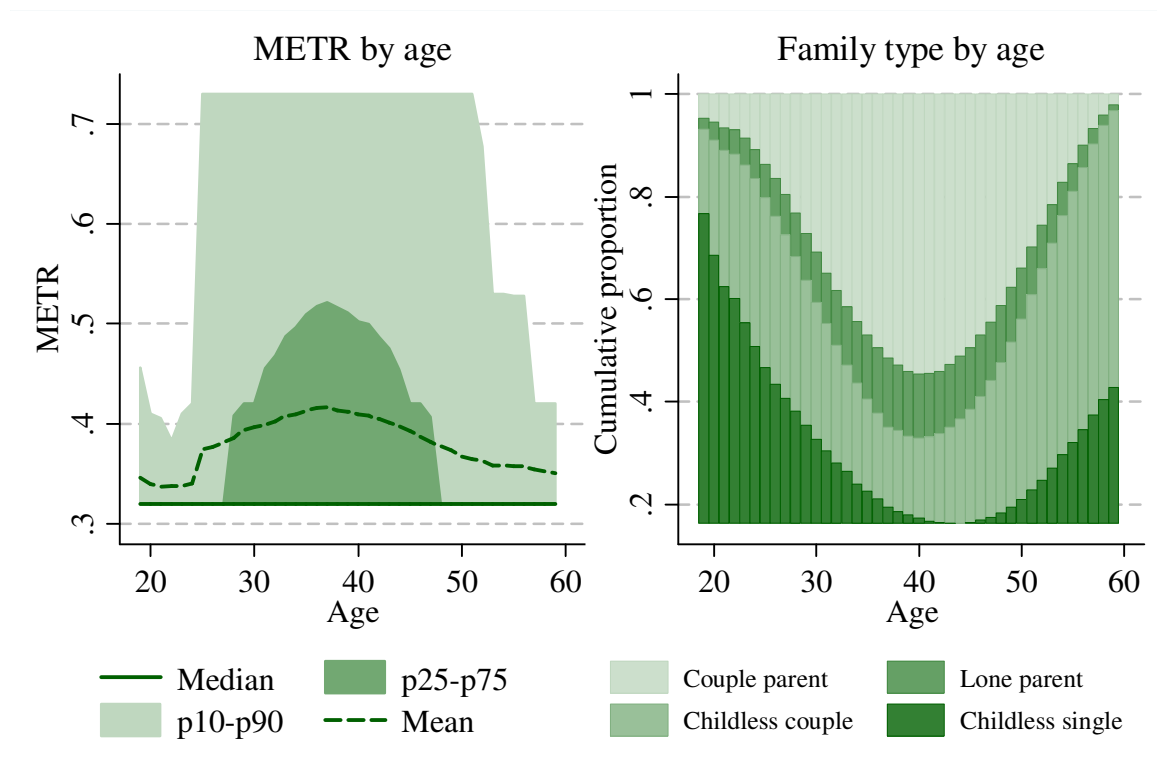 METR by age
METR
.7
.6
.5
.4
.3
20 30 40 50 60
Age
Median p25-p75
p10-p90 Mean
Family type by age
Cumulative proportion
1
.8
.6
.4
.2
20 30 40 50 60
Age
Couple parent Lone parent
Childless couple Childless single